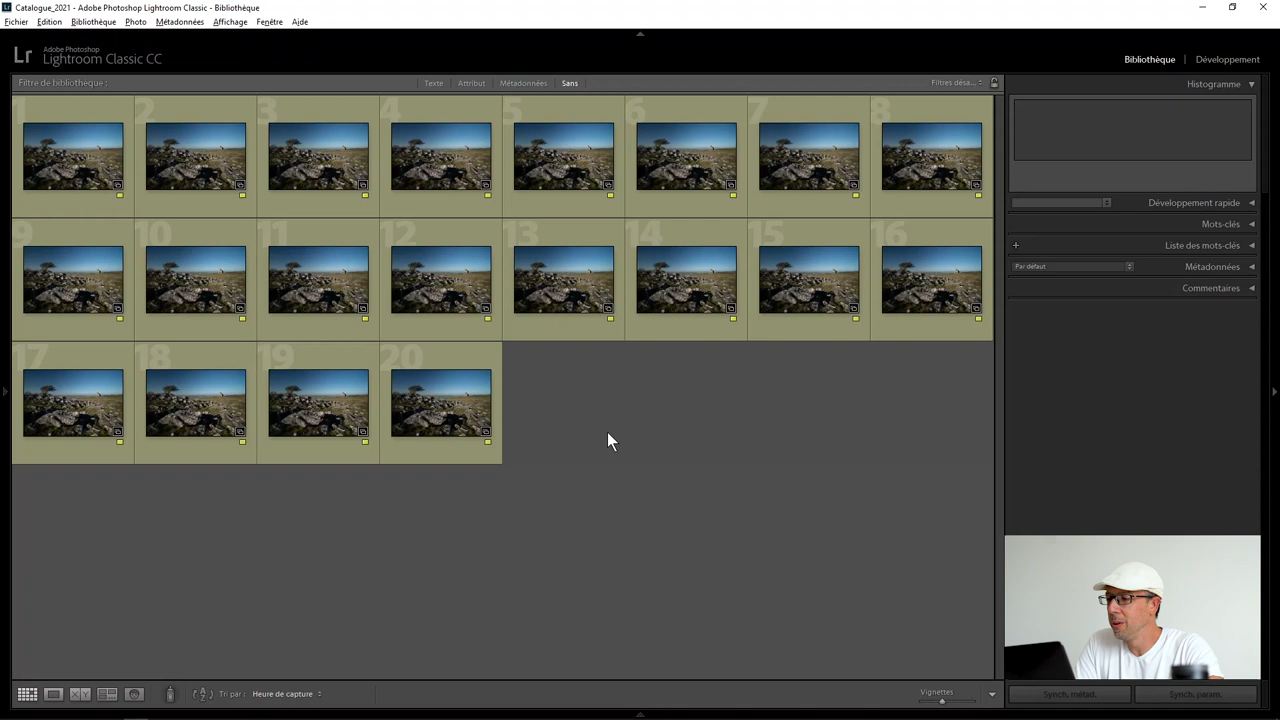 Lr Catalogue_2021 - Adobe Photoshop Lightroom Classic - Bibliothèque
Fichier Edition Bibliothèque Photo Métadonnées Affichage Fenêtre Aide
Lr Adobe Photoshop
Lightroom Classic CC
Bibliothèque Développement
Filtre de bibliothèque : Texte Attribut Métadonnées Sans Filtres désa...
Histogramme
1 2 3 4 5 6 7 8
Développement rapide
Mots-clés
9 10 11 12 13 14 15 16
+ Liste des mots-clés
Par défaut Métadonnées
Commentaires
17 18 19 20
XY Tri par : Heure de capture Vignettes
Synch. métad. Synch. param.